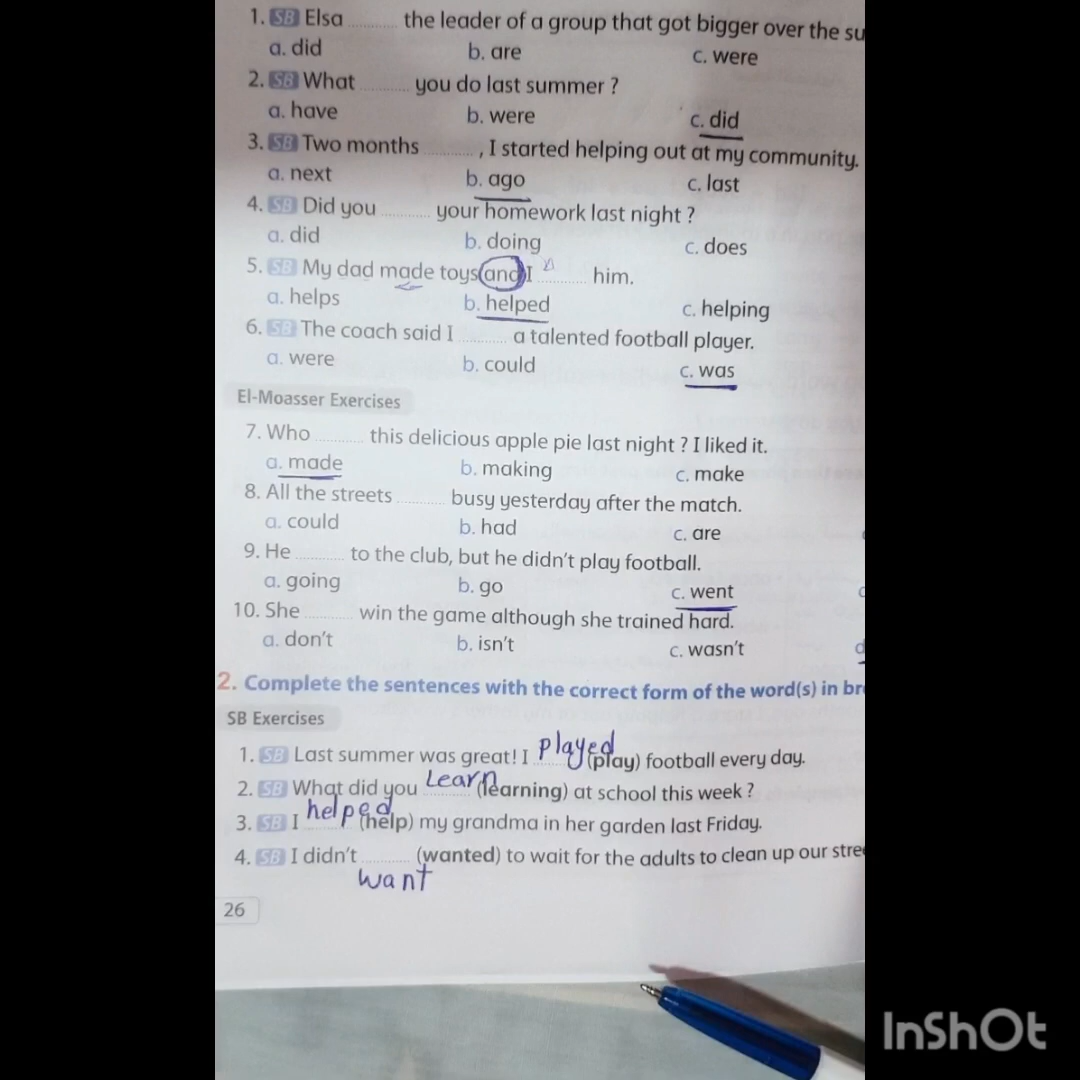 1. SB Elsa .......... the leader of a group that got bigger over the su
a. did b. are c. were
2. SB What .......... you do last summer ?
a. have b. were c. did
3. SB Two months .......... , I started helping out at my community.
a. next b. ago c. last
4. SB Did you .......... your homework last night ?
a. did b. doing c. does
5. SB My dad made toys and I .......... him.
a. helps b. helped c. helping
6. SB The coach said I .......... a talented football player.
a. were b. could c. was
El-Moasser Exercises
7. Who .......... this delicious apple pie last night ? I liked it.
a. made b. making c. make
8. All the streets .......... busy yesterday after the match.
a. could b. had c. are
9. He .......... to the club, but he didn't play football.
a. going b. go c. went
10. She .......... win the game although she trained hard.
a. don't b. isn't c. wasn't d
2. Complete the sentences with the correct form of the word(s) in br
SB Exercises
1. SB Last summer was great! I played (play) football every day.
2. SB What did you Learn (learning) at school this week ?
3. SB I helped (help) my grandma in her garden last Friday.
4. SB I didn't .......... (wanted) to wait for the adults to clean up our stre
want
26
InShOt